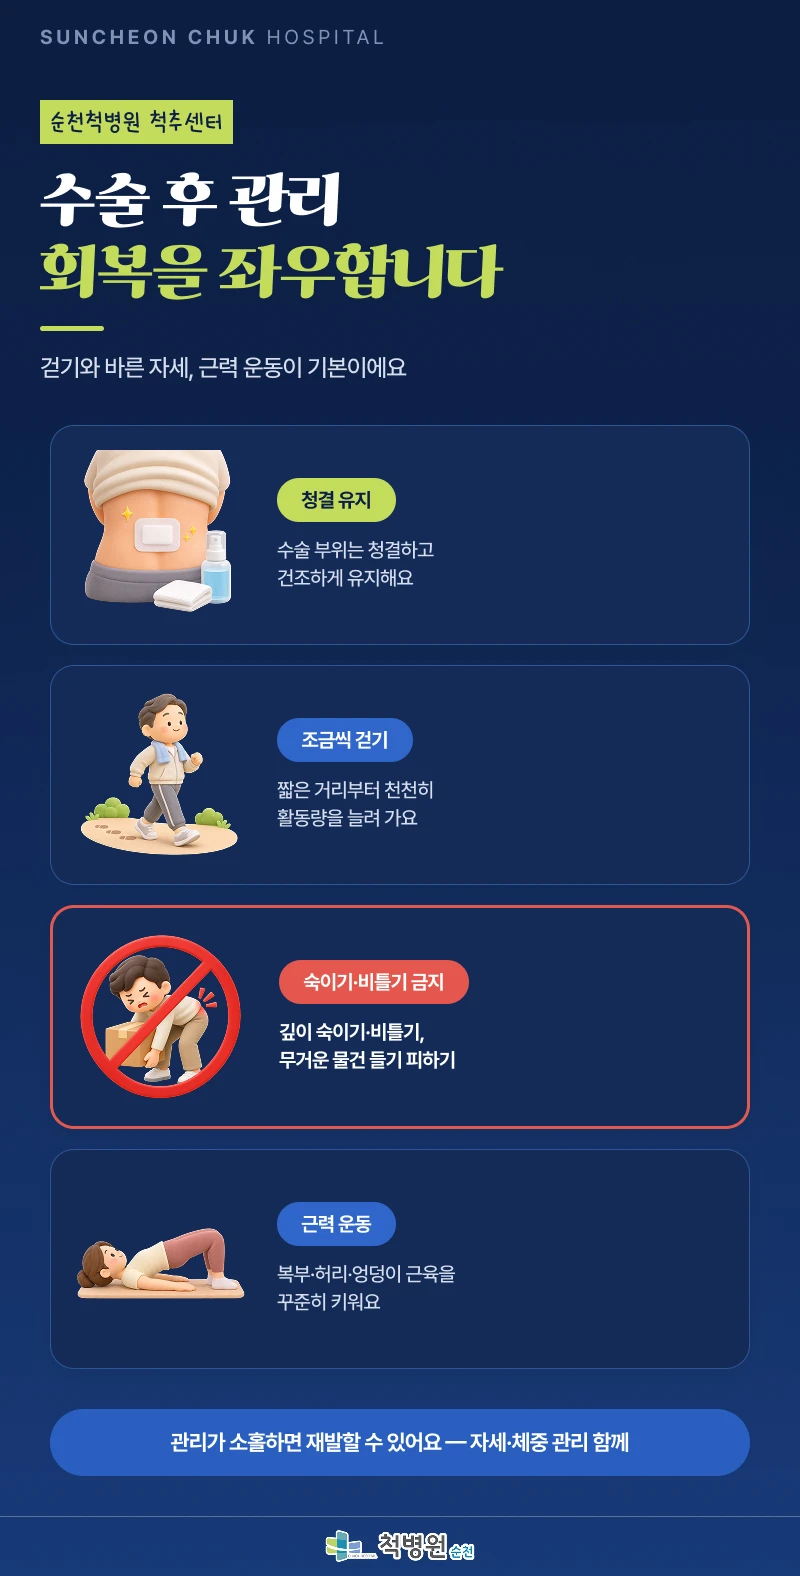 SUNCHEON CHUK HOSPITAL
순천척병원 척추센터
수술 후 관리
회복을 좌우합니다
걷기와 바른 자세, 근력 운동이 기본이에요
청결 유지
수술 부위는 청결하고
건조하게 유지해요
조금씩 걷기
짧은 거리부터 천천히
활동량을 늘려 가요
숙이기·비틀기 금지
깊이 숙이기·비틀기,
무거운 물건 들기 피하기
근력 운동
복부·허리·엉덩이 근육을
꾸준히 키워요
관리가 소홀하면 재발할 수 있어요 — 자세·체중 관리 함께
척병원 순천